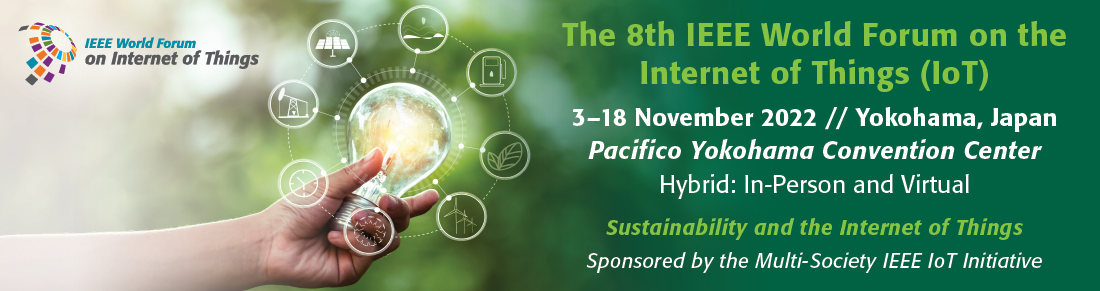 IEEE World Forum
on Internet of Things
The 8th IEEE World Forum on the
Internet of Things (IoT)
3–18 November 2022 // Yokohama, Japan
Pacifico Yokohama Convention Center
Hybrid: In-Person and Virtual
Sustainability and the Internet of Things
Sponsored by the Multi-Society IEEE IoT Initiative